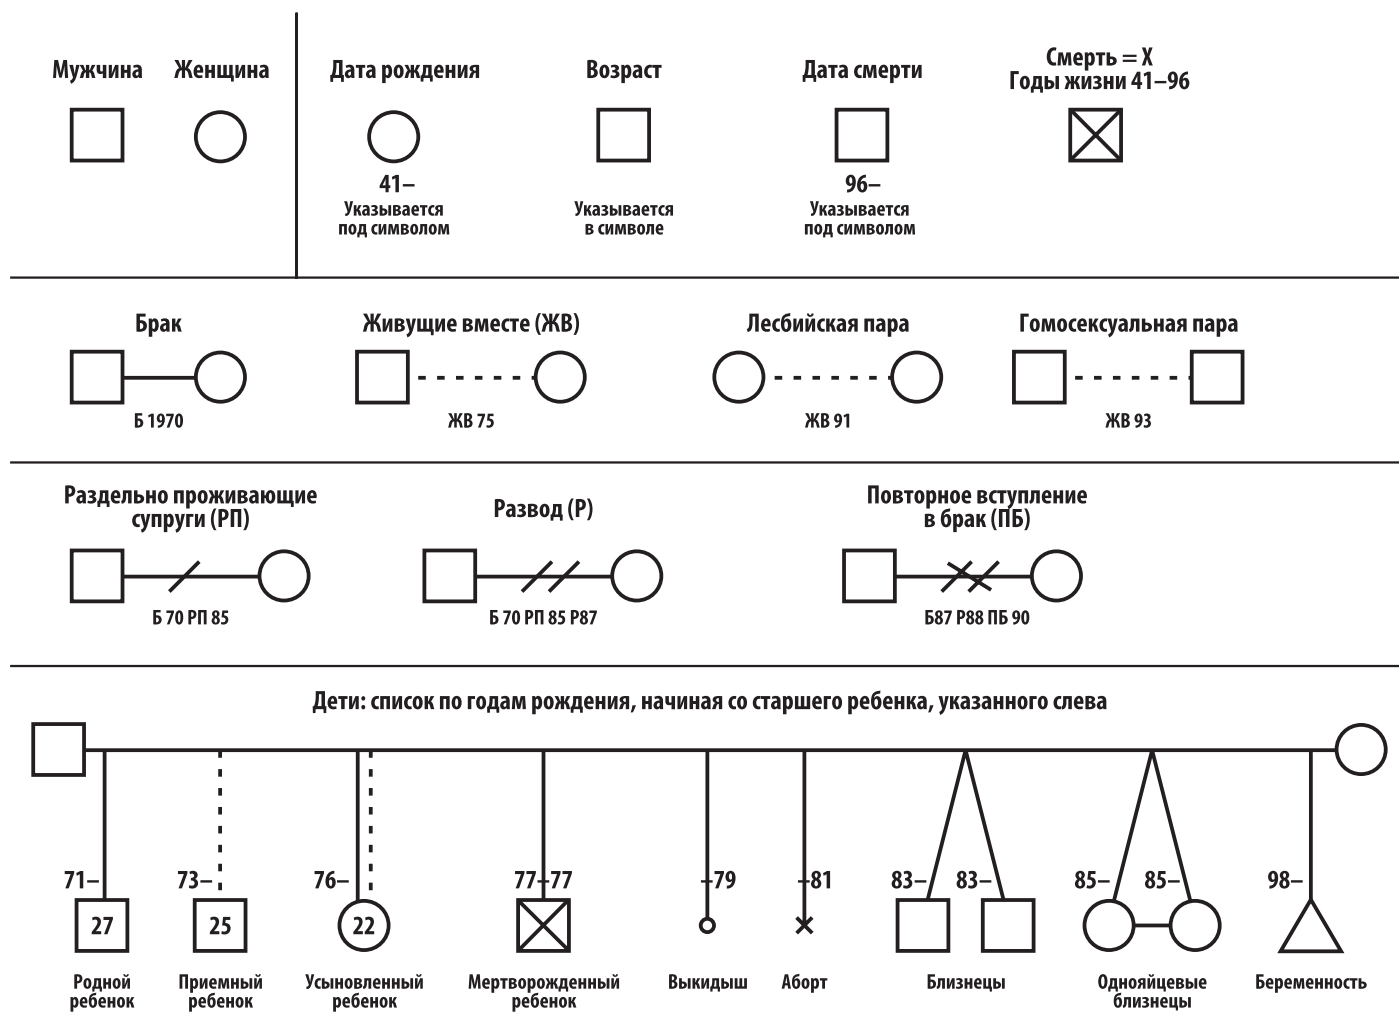 Мужчина
Женщина
Дата рождения
41–
Указывается
под символом
Возраст
Указывается
в символе
Дата смерти
96–
Указывается
под символом
Смерть = X
Годы жизни 41–96
Брак
Б 1970
Живущие вместе (ЖВ)
ЖВ 75
Лесбийская пара
ЖВ 91
Гомосексуальная пара
ЖВ 93
Раздельно проживающие
супруги (РП)
Б 70 РП 85
Развод (Р)
Б 70 РП 85 Р87
Повторное вступление
в брак (ПБ)
Б87 Р88 ПБ 90
Дети: список по годам рождения, начиная со старшего ребенка, указанного слева
71–
27
Родной
ребенок
73–
25
Приемный
ребенок
76–
22
Усыновленный
ребенок
77–77
Мертворожденный
ребенок
–79
Выкидыш
–81
Аборт
83–
83–
Близнецы
85–
85–
Однояйцевые
близнецы
98–
Беременность